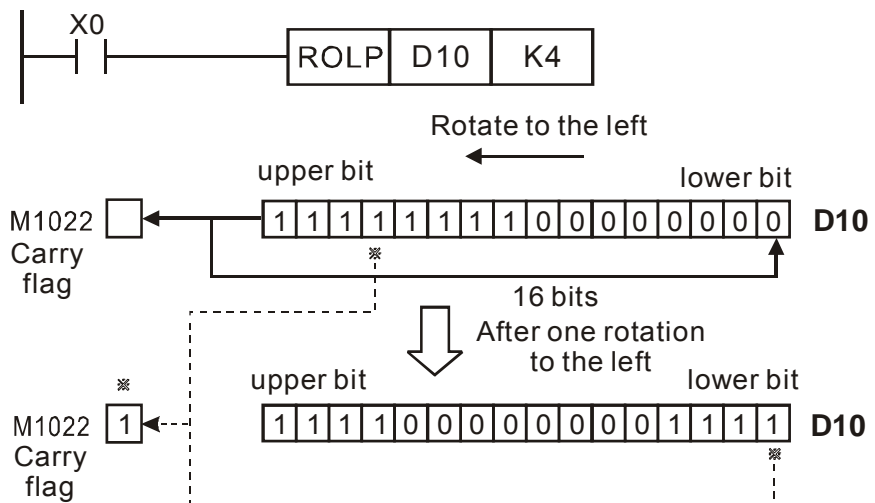 X0
ROLP D10 K4
Rotate to the left
upper bit lower bit
M1022 1 1 1 1 1 1 1 1 0 0 0 0 0 0 0 0 D10
Carry
flag
※
16 bits
After one rotation
to the left
※
upper bit lower bit
M1022 1 1 1 1 1 0 0 0 0 0 0 0 0 1 1 1 1 D10
Carry
flag
※